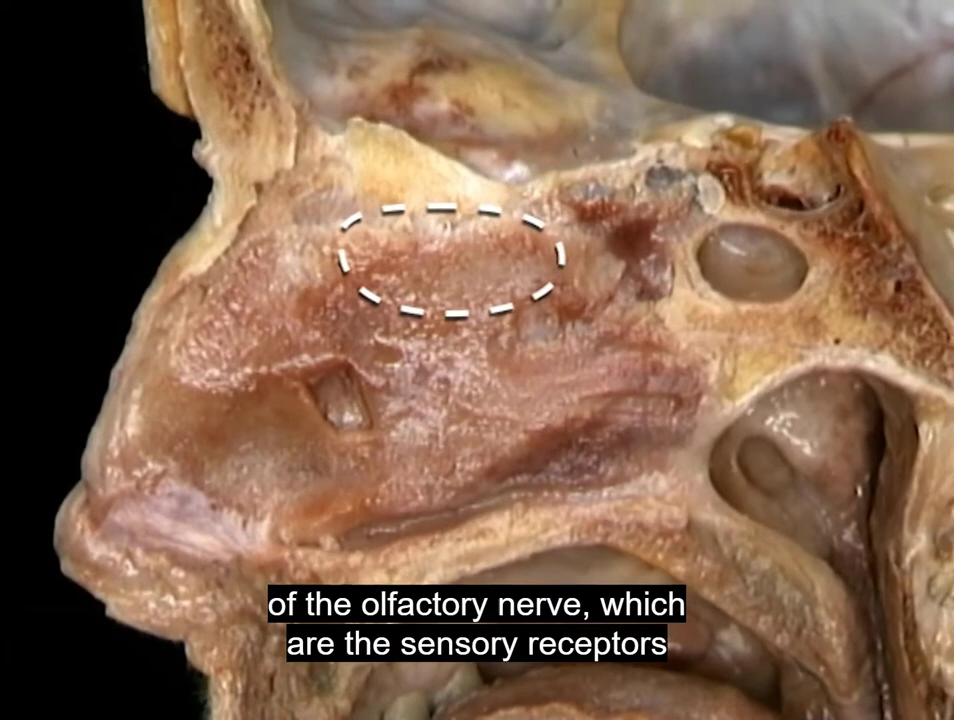 of the olfactory nerve, which
are the sensory receptors